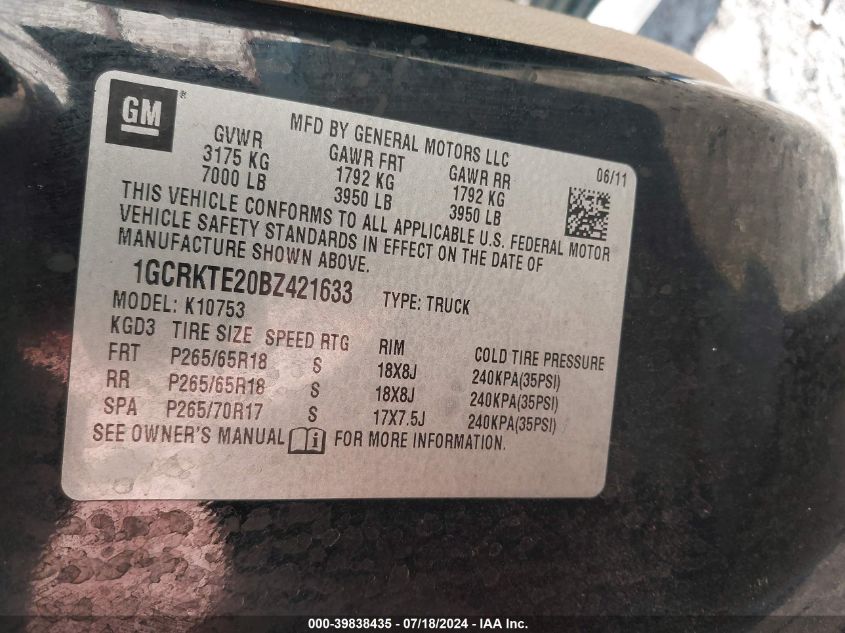 GM®
MFD BY GENERAL MOTORS LLC
GVWR GAWR FRT GAWR RR 06/11
3175 KG 1792 KG 1792 KG
7000 LB 3950 LB 3950 LB
THIS VEHICLE CONFORMS TO ALL APPLICABLE U.S. FEDERAL MOTOR
VEHICLE SAFETY STANDARDS IN EFFECT ON THE DATE OF
MANUFACTURE SHOWN ABOVE.
1GCRKTE20BZ421633 TYPE: TRUCK
MODEL: K10753
KGD3 TIRE SIZE SPEED RTG RIM COLD TIRE PRESSURE
FRT P265/65R18 S 18X8J 240KPA(35PSI)
RR P265/65R18 S 18X8J 240KPA(35PSI)
SPA P265/70R17 S 17X7.5J 240KPA(35PSI)
SEE OWNER'S MANUAL i FOR MORE INFORMATION.
000-39838435 - 07/18/2024 - IAA Inc.